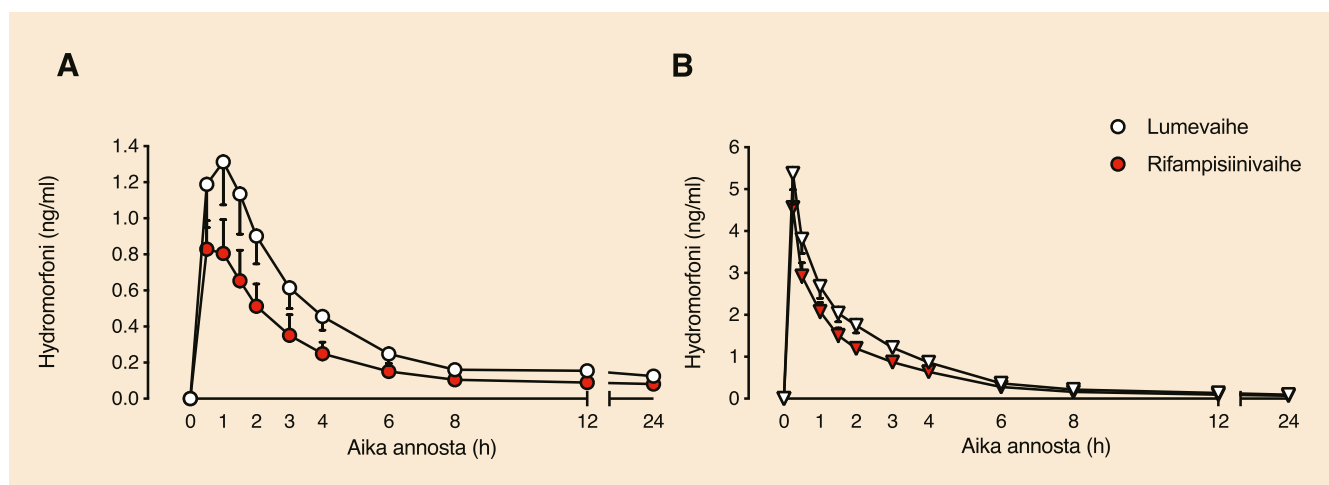 A
1.4
1.2
1.0
0.8
0.6
0.4
0.2
0.0
Hydromorfoni (ng/ml)
0 1 2 3 4 6 8 12 24
Aika annosta (h)
B
Lumevaihe
Rifampisiinivaihe
6
5
4
3
2
1
0
Hydromorfoni (ng/ml)
0 1 2 3 4 6 8 12 24
Aika annosta (h)